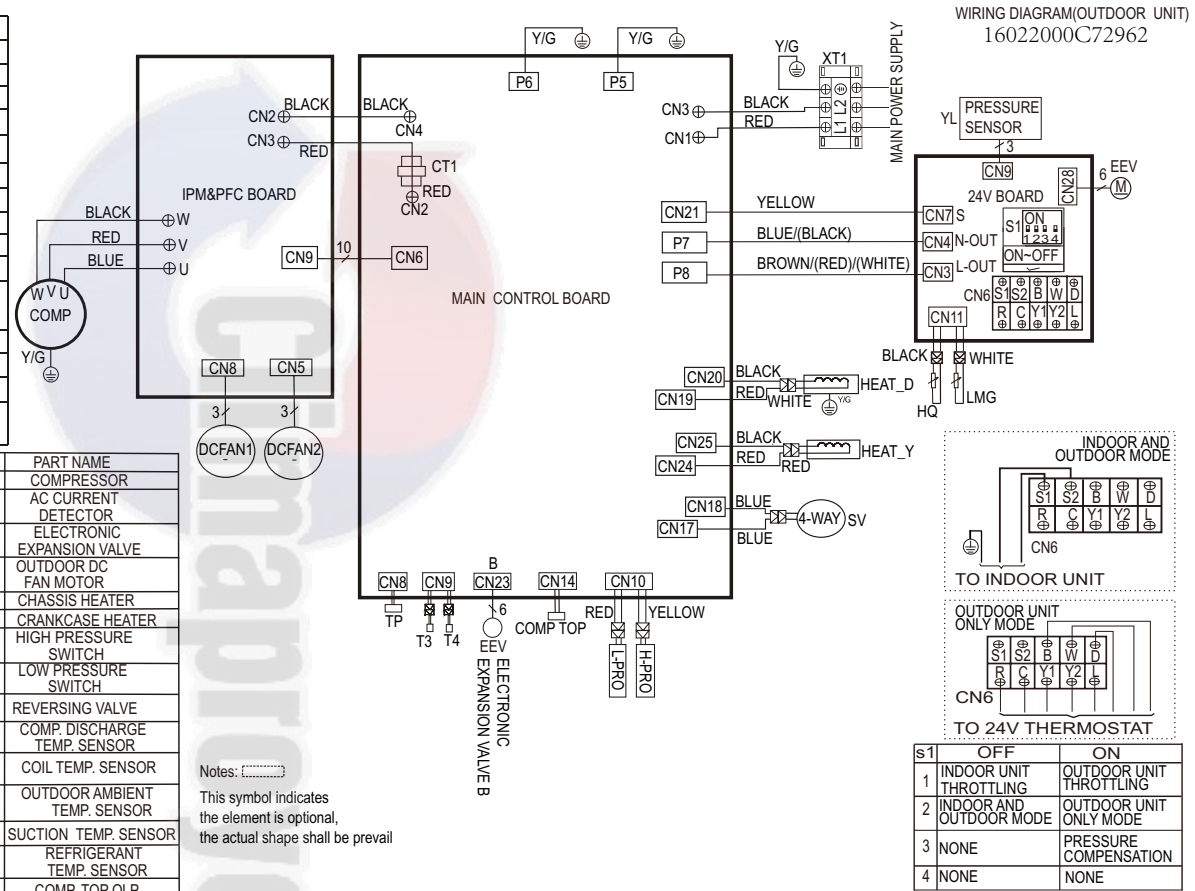 WIRING DIAGRAM(OUTDOOR UNIT)
16022000C72962
Y/G
Y/G
P6
P5
Y/G
XT1
L1 L2
MAIN POWER SUPPLY
CN3
BLACK
CN1
RED
BLACK
BLACK
CN2
CN4
CN3
RED
CT1
RED
CN2
IPM&PFC BOARD
BLACK
W
RED
V
BLUE
U
W V U
COMP
Y/G
CN9
10
CN6
MAIN CONTROL BOARD
CN8
CN5
3
3
DCFAN1
~
DCFAN2
~
CN21
YELLOW
P7
BLUE/(BLACK)
P8
BROWN/(RED)/(WHITE)
YL
PRESSURE
SENSOR
3
CN9
CN28
6
EEV
M
24V BOARD
CN7 S
S1
ON
1 2 3 4
ON~OFF
CN4 N-OUT
CN3 L-OUT
CN6
S1 S2 B W D
R C Y1 Y2 L
CN11
BLACK
WHITE
HQ
LMG
CN20
BLACK
CN19
RED
WHITE
Y/G
HEAT_D
CN25
BLACK
CN24
RED
RED
HEAT_Y
CN18
BLUE
CN17
BLUE
4-WAY
SV
CN8
TP
CN9
T3
T4
B
CN23
6
EEV
ELECTRONIC
EXPANSION VALVE B
CN14
COMP TOP
CN10
RED
YELLOW
L-PRO
H-PRO
INDOOR AND
OUTDOOR MODE
S1 S2 B W D
R C Y1 Y2 L
CN6
TO INDOOR UNIT
OUTDOOR UNIT
ONLY MODE
S1 S2 B W D
R C Y1 Y2 L
CN6
TO 24V THERMOSTAT
s1 OFF ON
1 INDOOR UNIT THROTTLING OUTDOOR UNIT THROTTLING
2 INDOOR AND OUTDOOR MODE OUTDOOR UNIT ONLY MODE
3 NONE PRESSURE COMPENSATION
4 NONE NONE
PART NAME
COMPRESSOR
AC CURRENT
DETECTOR
ELECTRONIC
EXPANSION VALVE
OUTDOOR DC
FAN MOTOR
CHASSIS HEATER
CRANKCASE HEATER
HIGH PRESSURE
SWITCH
LOW PRESSURE
SWITCH
REVERSING VALVE
COMP. DISCHARGE
TEMP. SENSOR
COIL TEMP. SENSOR
OUTDOOR AMBIENT
TEMP. SENSOR
SUCTION TEMP. SENSOR
REFRIGERANT
TEMP. SENSOR
COMP. TOP OLP
Notes:
This symbol indicates
the element is optional,
the actual shape shall be prevail